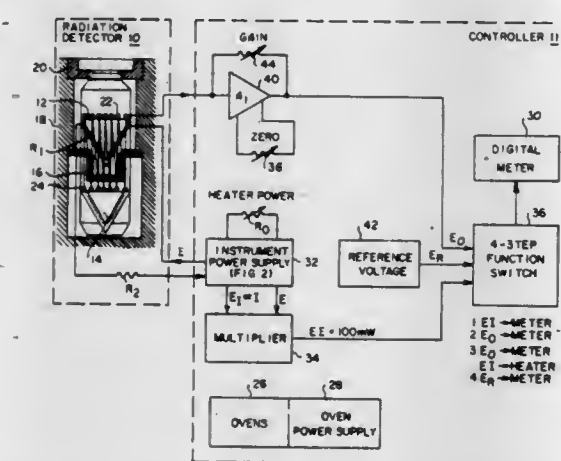 RADIATION
DETECTOR 10
20
12
22
18
R1
16
24
14
R2
CONTROLLER 11
GAIN
44
40
A1
ZERO
36
HEATER POWER
R0
E
INSTRUMENT
POWER SUPPLY
(FIG 2)
32
EI ∝ I
E
MULTIPLIER
34
EI = 100mW
42
REFERENCE
VOLTAGE
E0
ER
30
DIGITAL
METER
36
4-STEP
FUNCTION
SWITCH
1 EI → METER
2 E0 → METER
3 E0 → METER
EI → HEATER
4 ER → METER
26
28
OVENS
OVEN
POWER SUPPLY